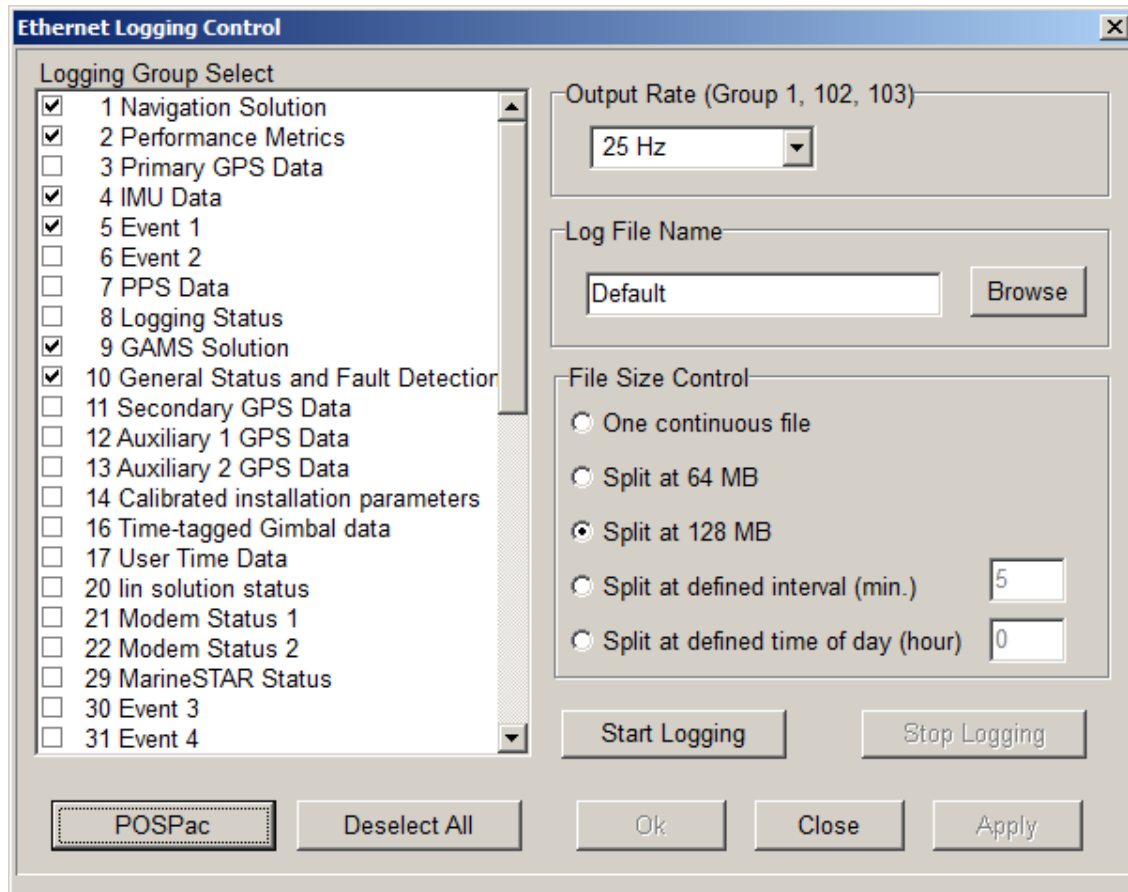 Ethernet Logging Control
Logging Group Select
1 Navigation Solution
2 Performance Metrics
3 Primary GPS Data
4 IMU Data
5 Event 1
6 Event 2
7 PPS Data
8 Logging Status
9 GAMS Solution
10 General Status and Fault Detection
11 Secondary GPS Data
12 Auxiliary 1 GPS Data
13 Auxiliary 2 GPS Data
14 Calibrated installation parameters
16 Time-tagged Gimbal data
17 User Time Data
20 Iin solution status
21 Modem Status 1
22 Modem Status 2
29 MarineSTAR Status
30 Event 3
31 Event 4
Output Rate (Group 1, 102, 103)
25 Hz
Log File Name
Default
Browse
File Size Control
One continuous file
Split at 64 MB
Split at 128 MB
Split at defined interval (min.) 5
Split at defined time of day (hour) 0
Start Logging Stop Logging
POSPac Deselect All Ok Close Apply